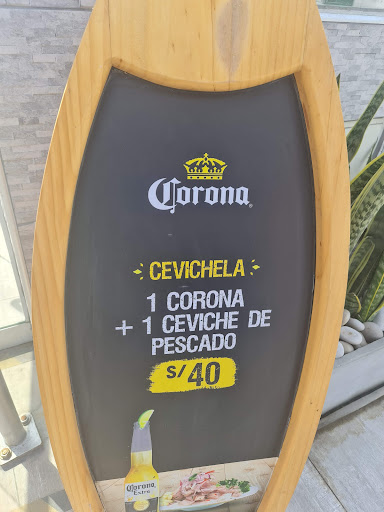 Corona
CEVICHELA
1 CORONA
+ 1 CEVICHE DE
PESCADO
S/40
Corona
Extra